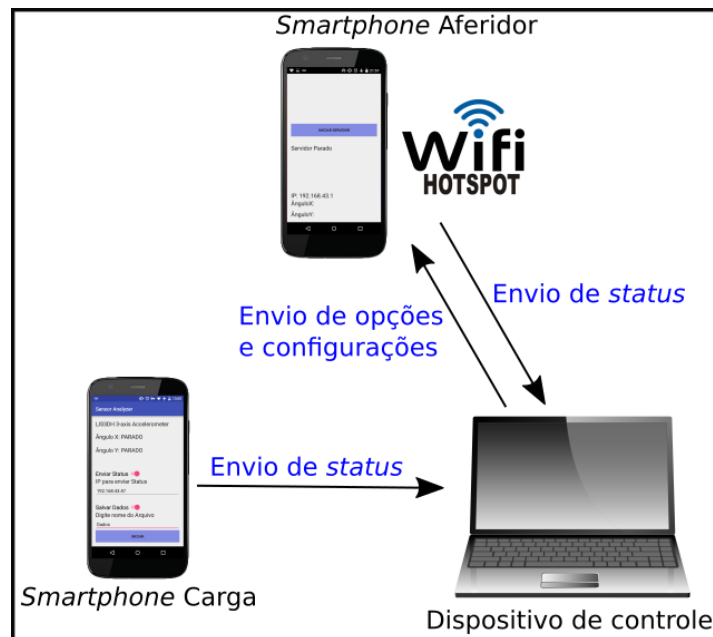 Smartphone Aferidor
INICIAR SERVIDOR
Servidor Parado
IP: 192.168.43.1
ÂnguloX:
ÂnguloY:
Wifi
HOTSPOT
Envio de status
Envio de opções
e configurações
Sensor Analyzer
LIS3DH 3-axis Accelerometer
Ângulo X: PARADO
Ângulo Y: PARADO
Enviar Status
IP para enviar Status
Salvar Dados
Digite nome do Arquivo
Dados
INICIAR
Envio de status
Smartphone Carga
Dispositivo de controle